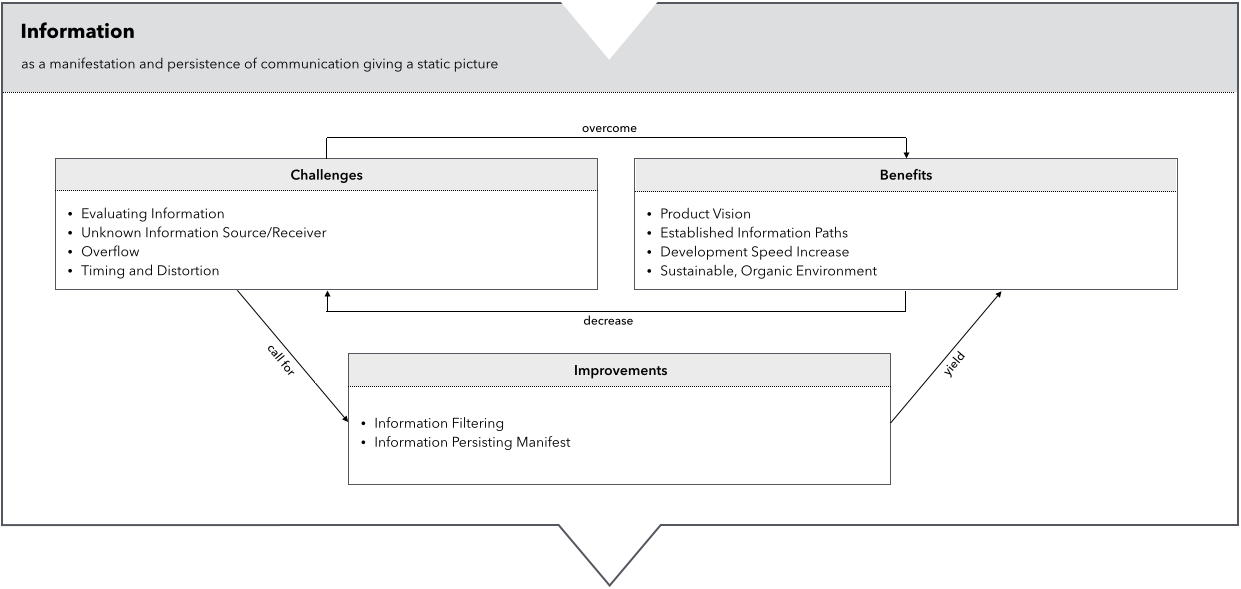 Information
as a manifestation and persistence of communication giving a static picture
overcome
Challenges
• Evaluating Information
• Unknown Information Source/Receiver
• Overflow
• Timing and Distortion
Benefits
• Product Vision
• Established Information Paths
• Development Speed Increase
• Sustainable, Organic Environment
decrease
call for
yield
Improvements
• Information Filtering
• Information Persisting Manifest